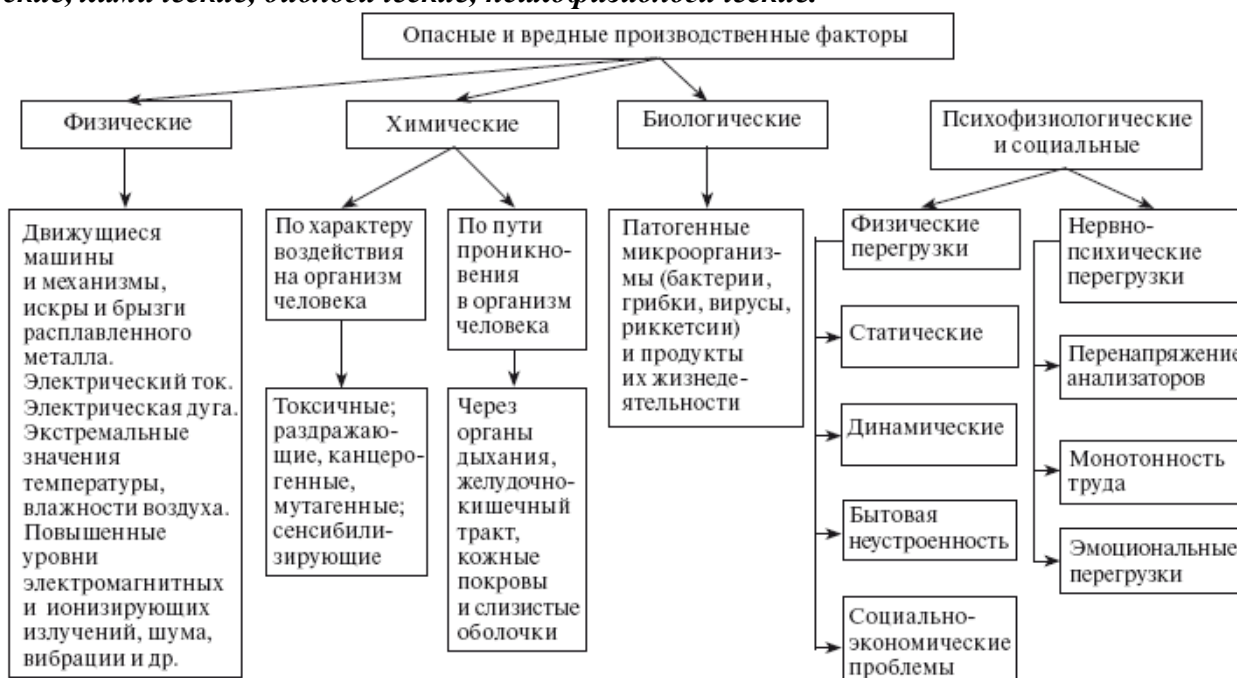 Опасные и вредные производственные факторы
Физические
Химические
Биологические
Психофизиологические
и социальные
Движущиеся
машины
и механизмы,
искры и брызги
расплавленного
металла.
Электрический ток.
Электрическая дуга.
Экстремальные
значения
температуры,
влажности воздуха.
Повышенные
уровни
электромагнитных
и ионизирующих
излучений, шума,
вибрации и др.
По характеру
воздействия
на организм
человека
Токсичные;
раздражаю-
щие, канцеро-
генные,
мутагенные;
сенсибили-
зирующие
По пути
проникно-
вения
в организм
человека
Через
органы
дыхания,
желудочно-
кишечный
тракт,
кожные
покровы
и слизистые
оболочки
Патогенные
микроорганиз-
мы (бактерии,
грибки, вирусы,
риккетсии)
и продукты
их жизнеде-
ятельности
Физические
перегрузки
Статические
Динамические
Бытовая
неустроенность
Социально-
экономические
проблемы
Нервно-
психические
перегрузки
Перенапряжение
анализаторов
Монотонность
труда
Эмоциональные
перегрузки